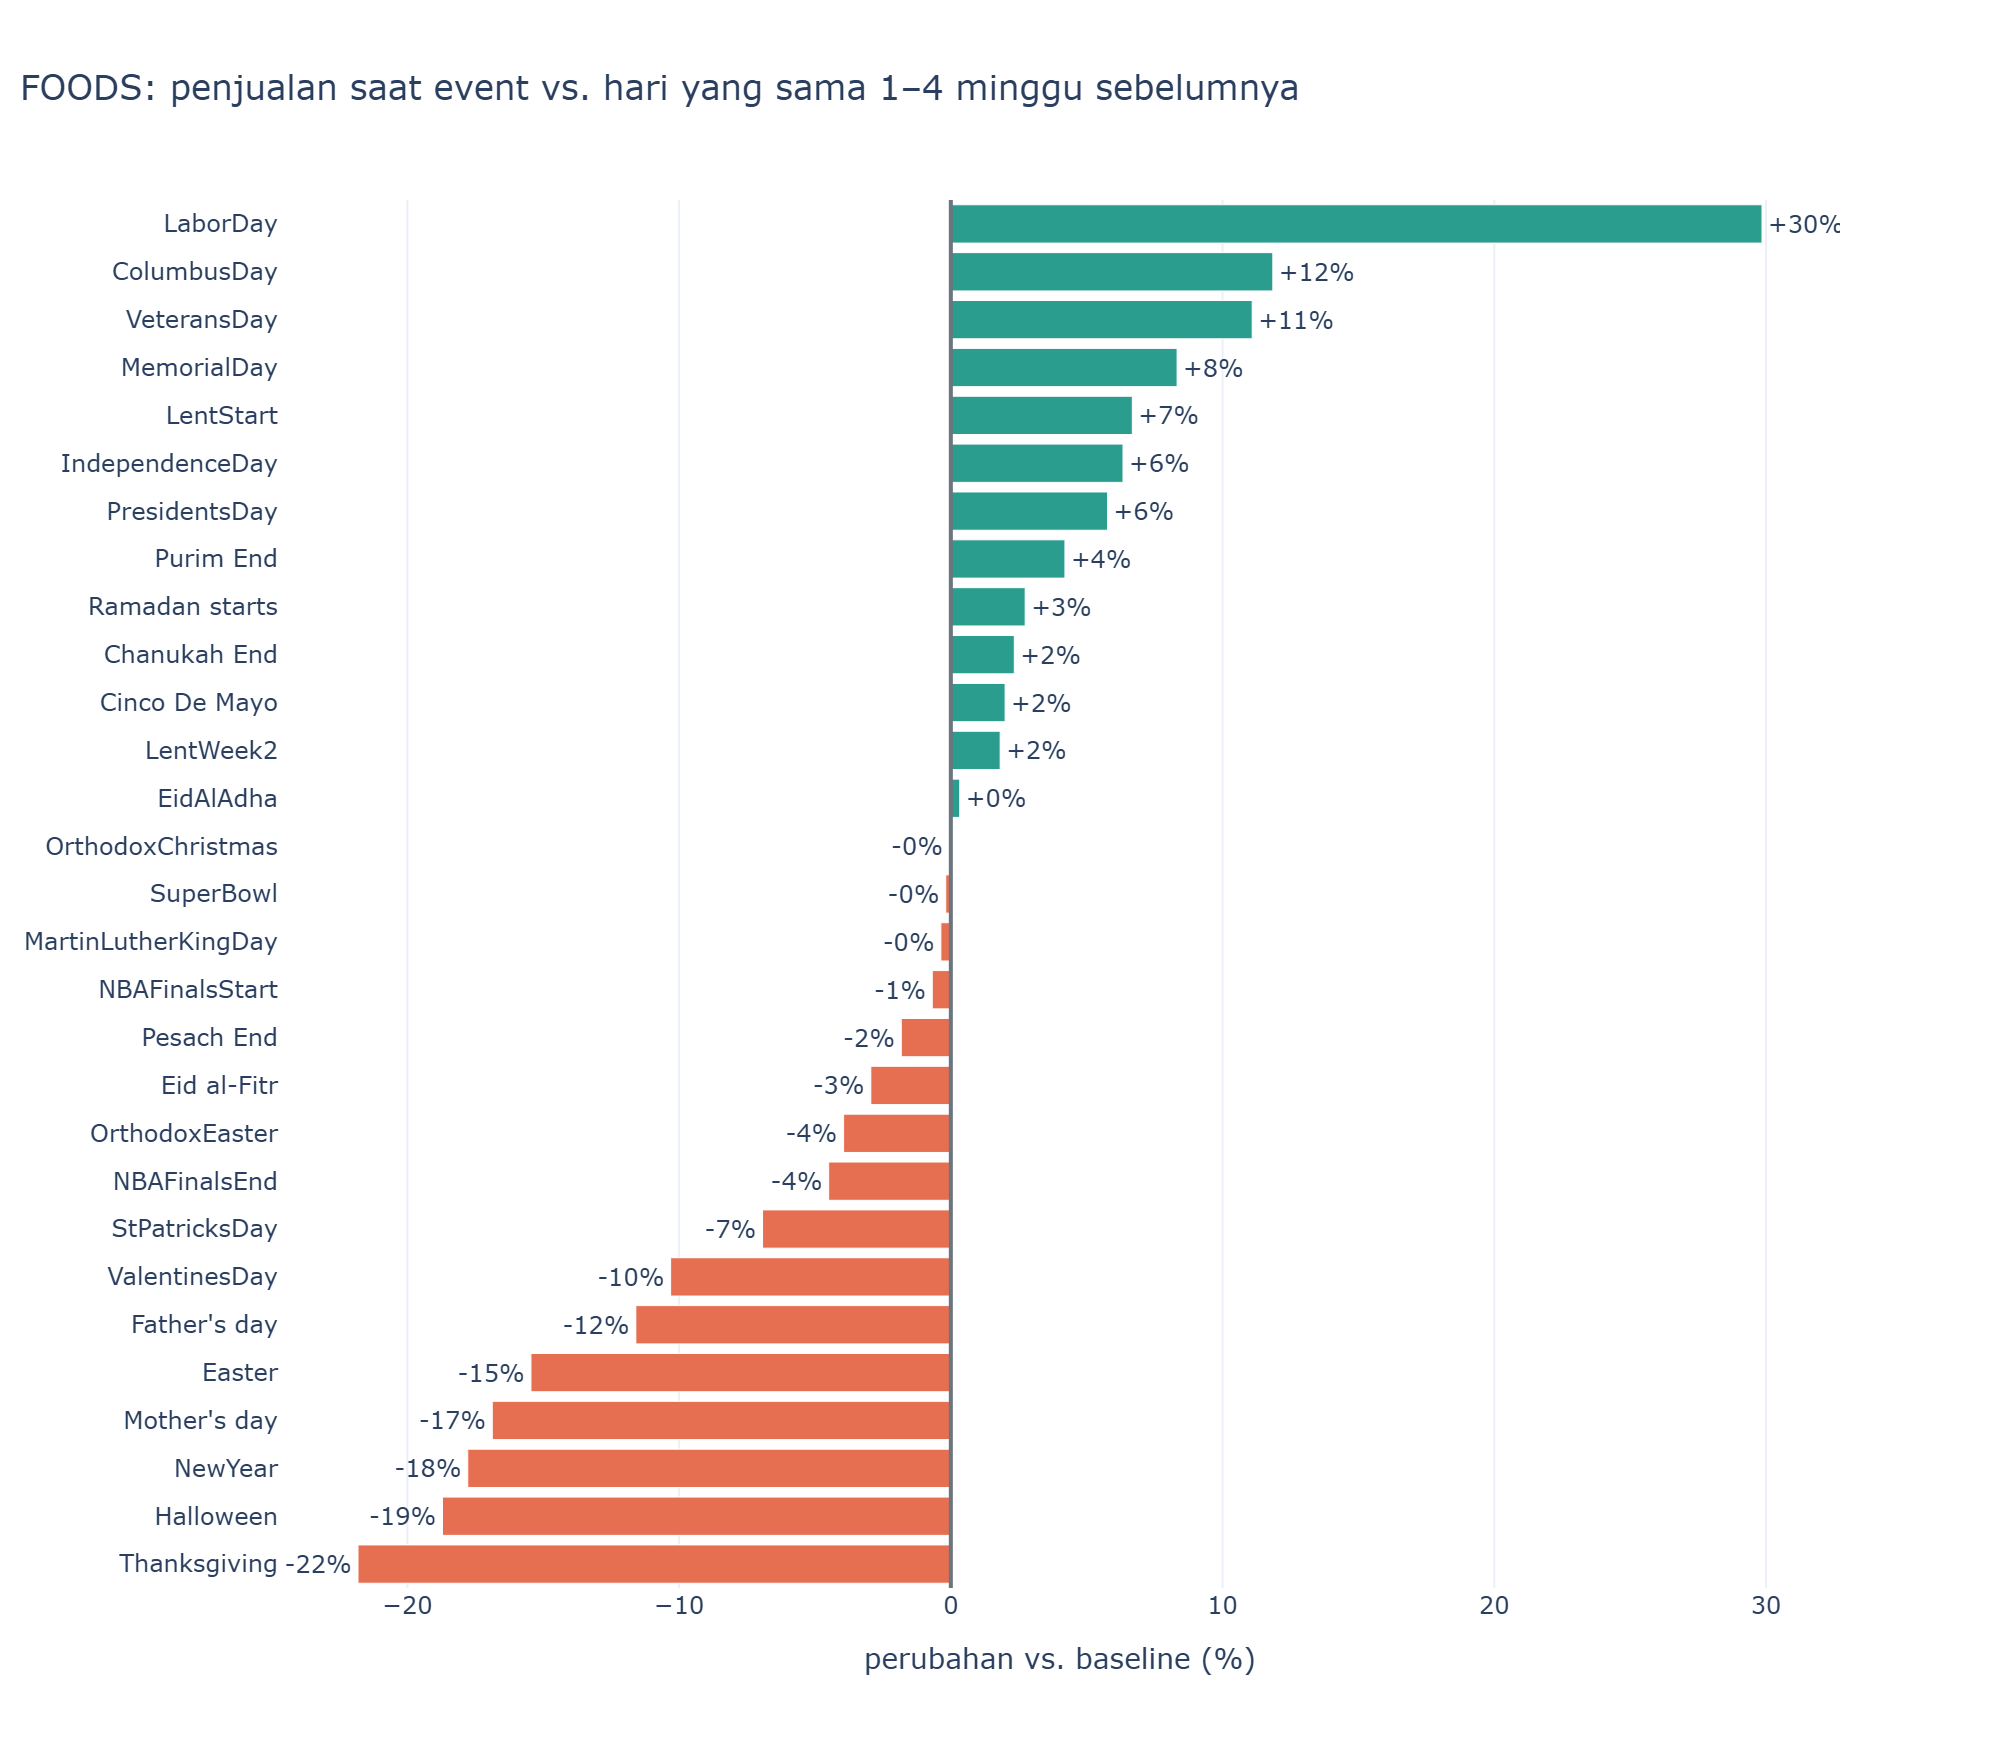 FOODS: penjualan saat event vs. hari yang sama 1–4 minggu sebelumnya
LaborDay +30%
ColumbusDay +12%
VeteransDay +11%
MemorialDay +8%
LentStart +7%
IndependenceDay +6%
PresidentsDay +6%
Purim End +4%
Ramadan starts +3%
Chanukah End +2%
Cinco De Mayo +2%
LentWeek2 +2%
EidAlAdha +0%
OrthodoxChristmas -0%
SuperBowl -0%
MartinLutherKingDay -0%
NBAFinalsStart -1%
Pesach End -2%
Eid al-Fitr -3%
OrthodoxEaster -4%
NBAFinalsEnd -4%
StPatricksDay -7%
ValentinesDay -10%
Father's day -12%
Easter -15%
Mother's day -17%
NewYear -18%
Halloween -19%
Thanksgiving -22%
−20 −10 0 10 20 30
perubahan vs. baseline (%)